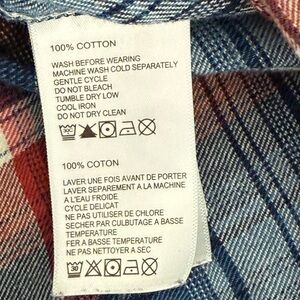 100% COTTON
WASH BEFORE WEARING
MACHINE WASH COLD SEPARATELY
GENTLE CYCLE
DO NOT BLEACH
TUMBLE DRY LOW
COOL IRON
DO NOT DRY CLEAN
100% COTON
LAVER UNE FOIS AVANT DE PORTER
LAVER SEPAREMENT A LA MACHINE
A L'EAU FROIDE
CYCLE DELICAT
NE PAS UTILISER DE CHLORE
SECHER PAR CULBUTAGE A BASSE
TEMPERATURE
FER A BASSE TEMPERATURE
NE PAS NETTOYER A SEC
30